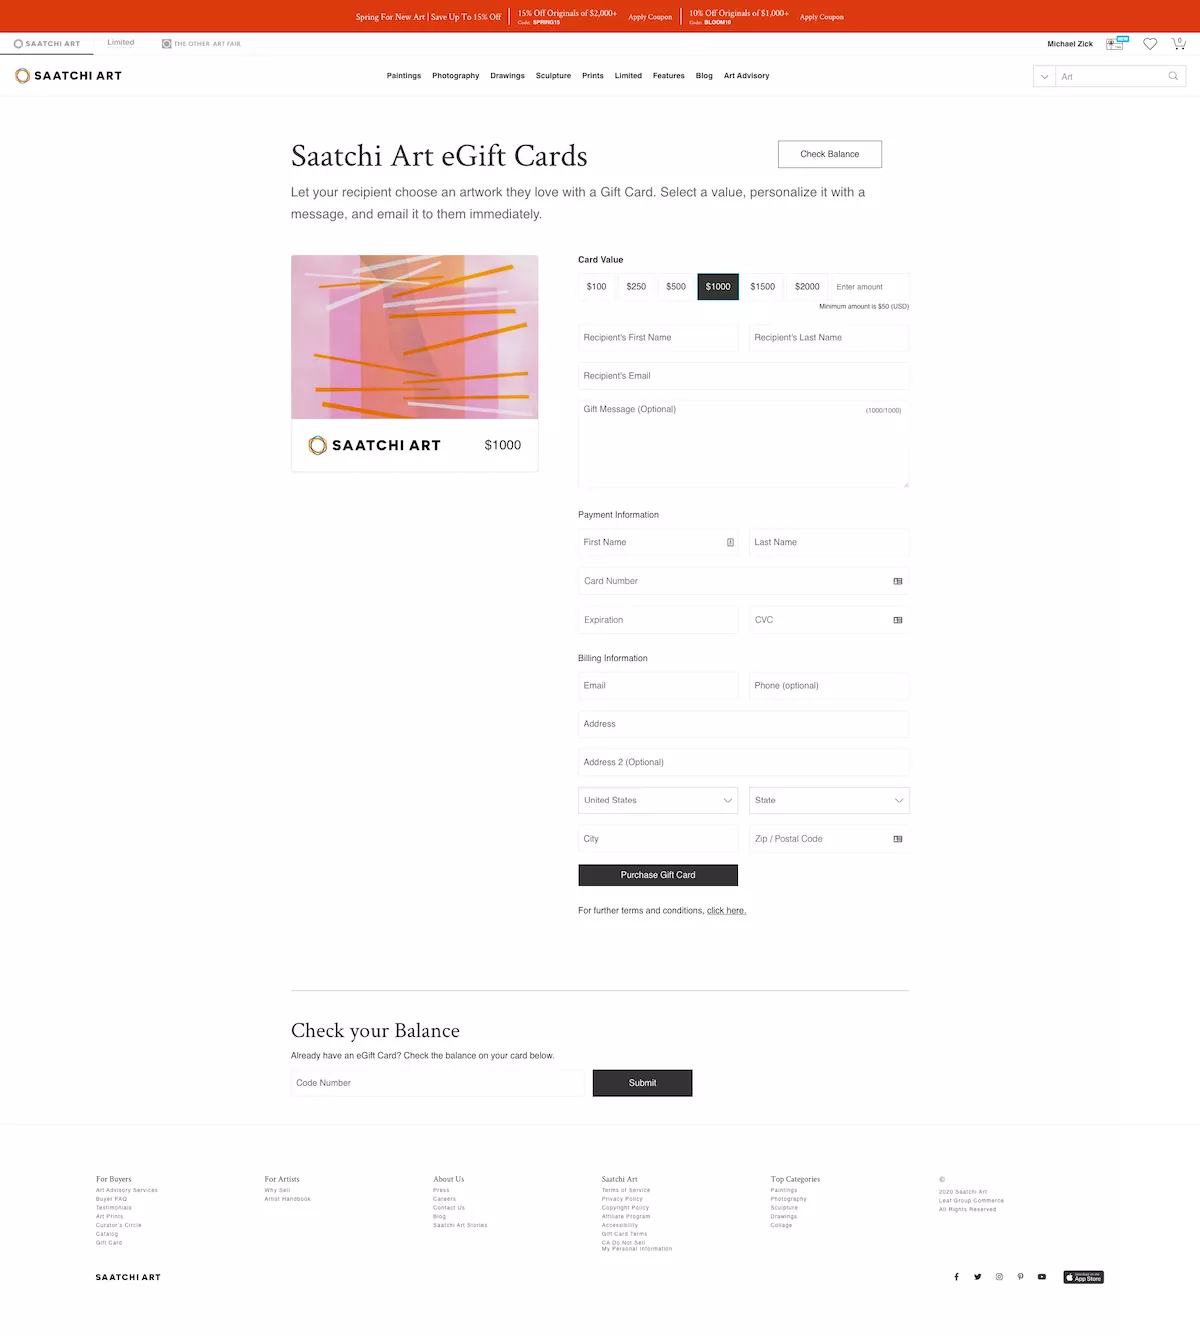 Spring For New Art | Save Up To 15% Off
15% Off Originals of $2,000+
Code: SPRING15
Apply Coupon
10% Off Originals of $1,000+
Code: BLOOM10
Apply Coupon
SAATCHI ART
Limited
THE OTHER ART FAIR
Michael Zick
0
SAATCHI ART
Paintings Photography Drawings Sculpture Prints Limited Features Blog Art Advisory
Art
Saatchi Art eGift Cards
Check Balance
Let your recipient choose an artwork they love with a Gift Card. Select a value, personalize it with a
message, and email it to them immediately.
SAATCHI ART $1000
Card Value
$100 $250 $500 $1000 $1500 $2000 Enter amount
Minimum amount is $50 (USD)
Recipient's First Name Recipient's Last Name
Recipient's Email
Gift Message (Optional) (1000/1000)
Payment Information
First Name Last Name
Card Number
Expiration CVC
Billing Information
Email Phone (optional)
Address
Address 2 (Optional)
United States State
City Zip / Postal Code
Purchase Gift Card
For further terms and conditions, click here.
Check your Balance
Already have an eGift Card? Check the balance on your card below.
Code Number Submit
For Buyers
Art Advisory Services
Buyer FAQ
Testimonials
Art Prints
Curator's Circle
Catalog
Gift Card
For Artists
Why Sell
Artist Handbook
About Us
Press
Careers
Contact Us
Blog
Saatchi Art Stories
Saatchi Art
Terms of Service
Privacy Policy
Copyright Policy
Affiliate Program
Accessibility
Gift Card Terms
CA Do Not Sell
My Personal Information
Top Categories
Paintings
Photography
Sculpture
Drawings
Collage
©
2020 Saatchi Art
Leaf Group Commerce
All Rights Reserved
SAATCHI ART
App Store